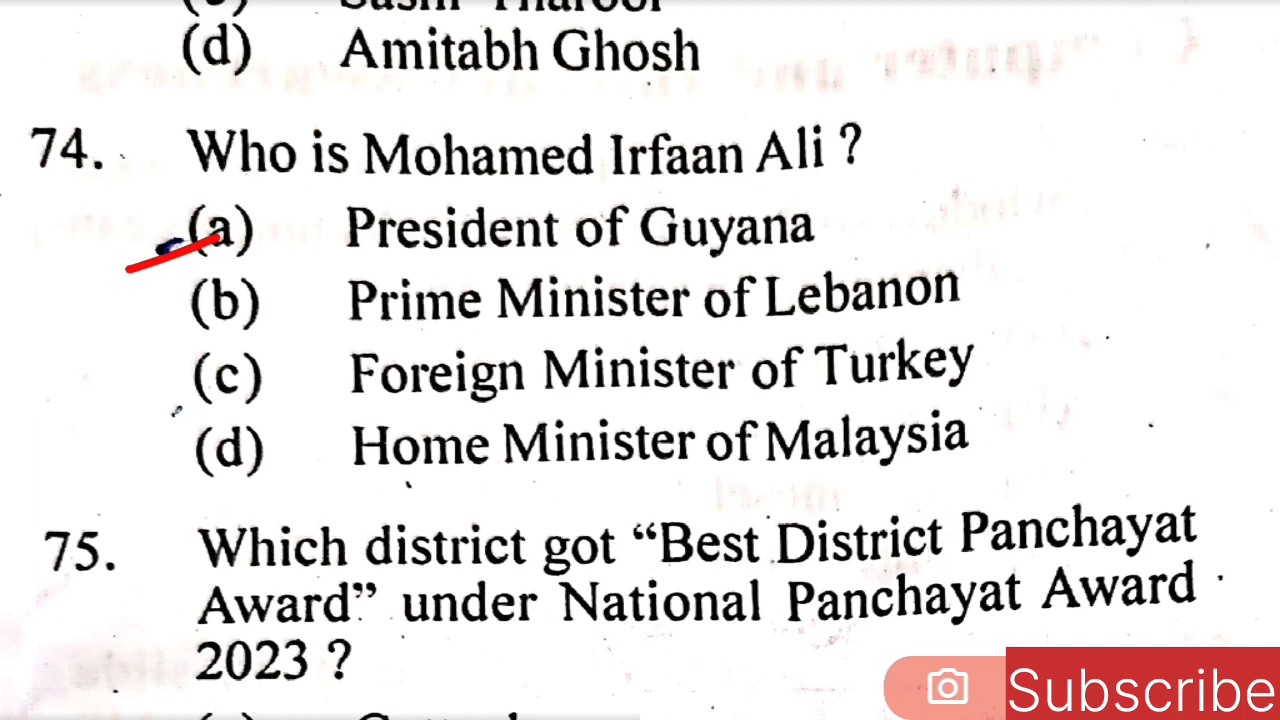 (d) Amitabh Ghosh
74. Who is Mohamed Irfaan Ali ?
(a) President of Guyana
(b) Prime Minister of Lebanon
(c) Foreign Minister of Turkey
(d) Home Minister of Malaysia
75. Which district got “Best District Panchayat
Award” under National Panchayat Award
2023 ?
Subscribe